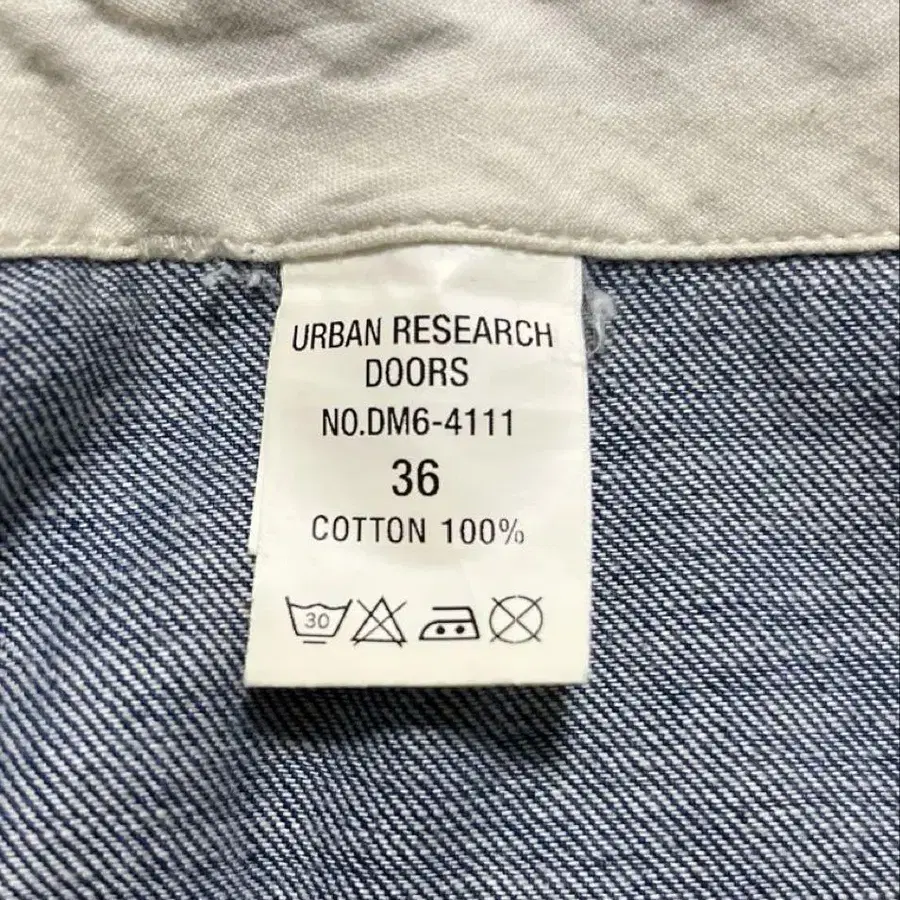 URBAN RESEARCH
DOORS
NO.DM6-4111
36
COTTON 100%
30